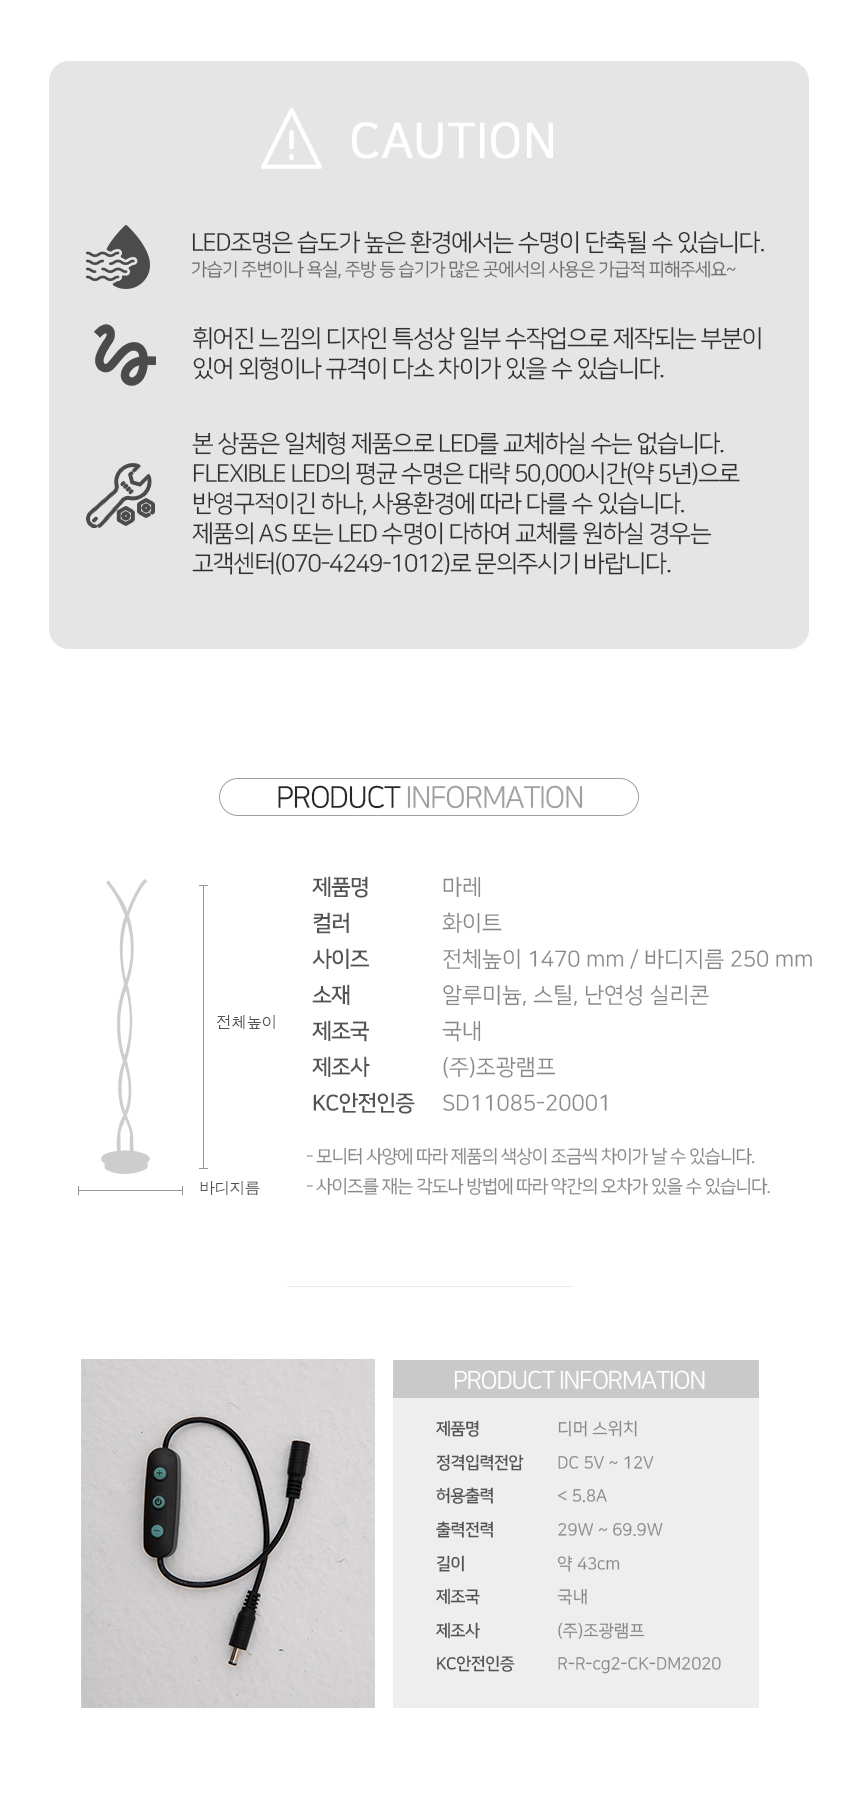 CAUTION
LED조명은 습도가 높은 환경에서는 수명이 단축될 수 있습니다.
가습기 주변이나 욕실, 주방 등 습기가 많은 곳에서의 사용은 가급적 피해주세요~
휘어진 느낌의 디자인 특성상 일부 수작업으로 제작되는 부분이
있어 외형이나 규격이 다소 차이가 있을 수 있습니다.
본 상품은 일체형 제품으로 LED를 교체하실 수는 없습니다.
FLEXIBLE LED의 평균 수명은 대략 50,000시간(약 5년)으로
반영구적이긴 하나, 사용환경에 따라 다를 수 있습니다.
제품의 AS 또는 LED 수명이 다하여 교체를 원하실 경우는
고객센터(070-4249-1012)로 문의주시기 바랍니다.
PRODUCT INFORMATION
제품명 마레
컬러 화이트
사이즈 전체높이 1470 mm / 바디지름 250 mm
소재 알루미늄, 스틸, 난연성 실리콘
제조국 국내
제조사 (주)조광램프
KC안전인증 SD11085-20001
전체높이
바디지름
- 모니터 사양에 따라 제품의 색상이 조금씩 차이가 날 수 있습니다.
- 사이즈를 재는 각도나 방법에 따라 약간의 오차가 있을 수 있습니다.
PRODUCT INFORMATION
제품명 디머 스위치
정격입력전압 DC 5V ~ 12V
허용출력 < 5.8A
출력전력 29W ~ 69.9W
길이 약 43cm
제조국 국내
제조사 (주)조광램프
KC안전인증 R-R-cg2-CK-DM2020